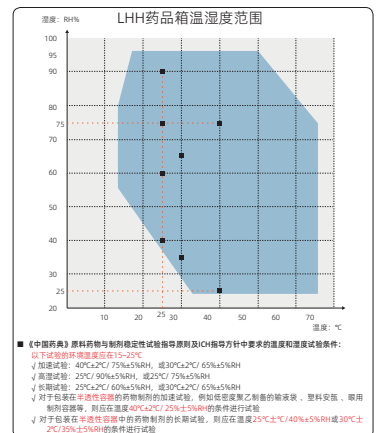 LHH药品箱温湿度范围
湿度：RH%
100
95
90
80
75
70
60
50
40
30
25
20
10 20 25 30 40 50 60 70
温度：℃
■ 《中国药典》原料药物与制剂稳定性试验指导原则及ICH指导方针中要求的温度和湿度试验条件：
以下试验的环境温度应在15~25℃
√ 加速试验：40℃±2℃/ 75%±5%RH，或30℃±2℃/ 65%±5%RH
√ 高湿试验：25℃/ 90%±5%RH，或25℃/ 75%±5%RH
√ 长期试验：25℃±2℃/ 60%±5%RH，或30℃±2℃/ 65%±5%RH
√ 对于包装在半透性容器的药物制剂的加速试验，例如低密度聚乙制备的输液袋 、塑料安瓿 、眼用
制剂容器等，则应在温度40℃±2℃/ 25%士5%RH的条件进行试验
√ 对于包装在半透性容器中的药物制剂的长期试验，则应在温度25℃士℃/40%±5%RH或30℃士
2℃/35%士5%RH的条件进行试验